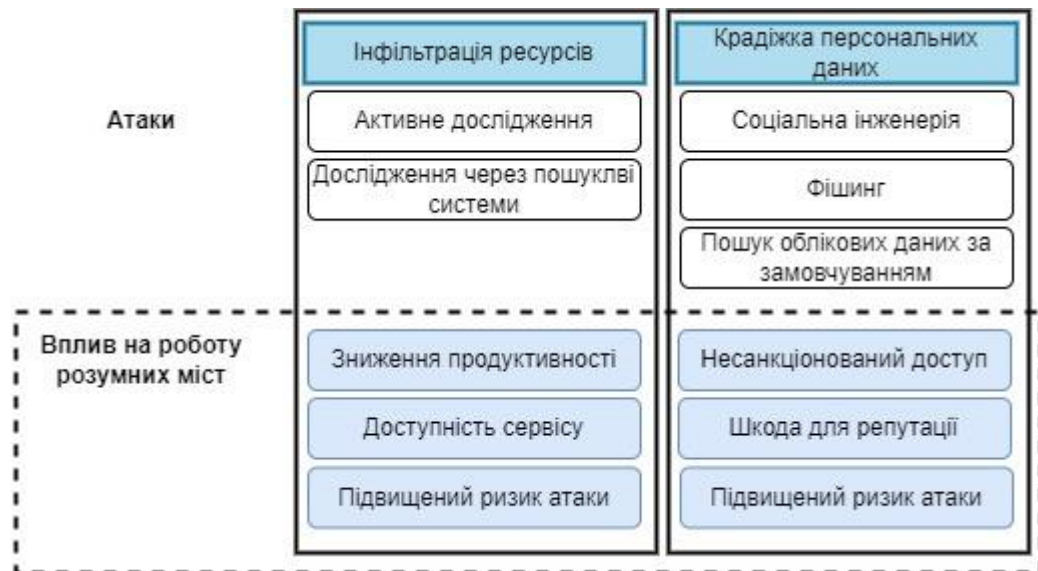 Інфільтрація ресурсів
Крадіжка персональних
даних
Атаки
Активне дослідження
Соціальна інженерія
Дослідження через пошуклві
системи
Фішинг
Пошук облікових даних за
замовчуванням
Вплив на роботу
розумних міст
Зниження продуктивності
Несанкціонований доступ
Доступність сервісу
Шкода для репутації
Підвищений ризик атаки
Підвищений ризик атаки